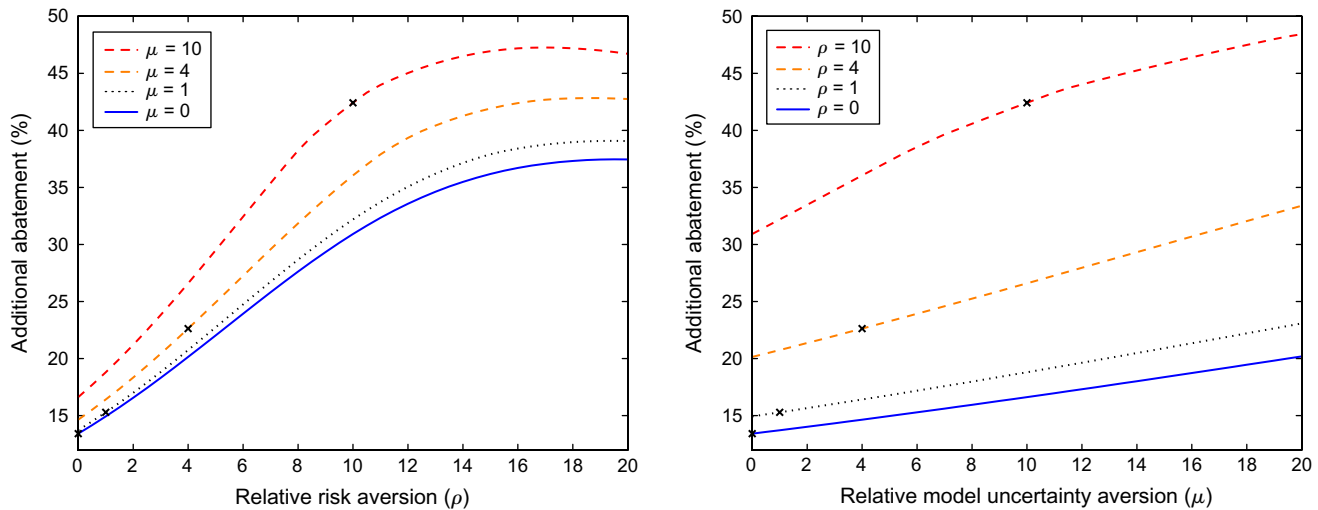 50
45
40
35
30
25
20
15
0 2 4 6 8 10 12 14 16 18 20
Additional abatement (%)
Relative risk aversion (ρ)
μ = 10
μ = 4
μ = 1
μ = 0
50
45
40
35
30
25
20
15
0 2 4 6 8 10 12 14 16 18 20
Additional abatement (%)
Relative model uncertainty aversion (μ)
ρ = 10
ρ = 4
ρ = 1
ρ = 0